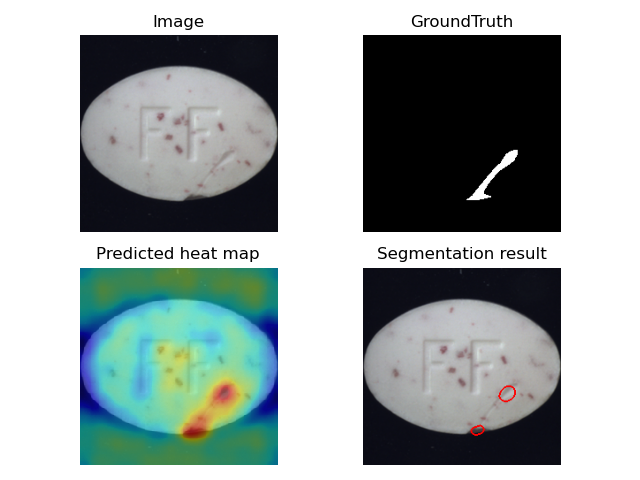 Image
GroundTruth
FF
Predicted heat map
Segmentation result
FF
FF